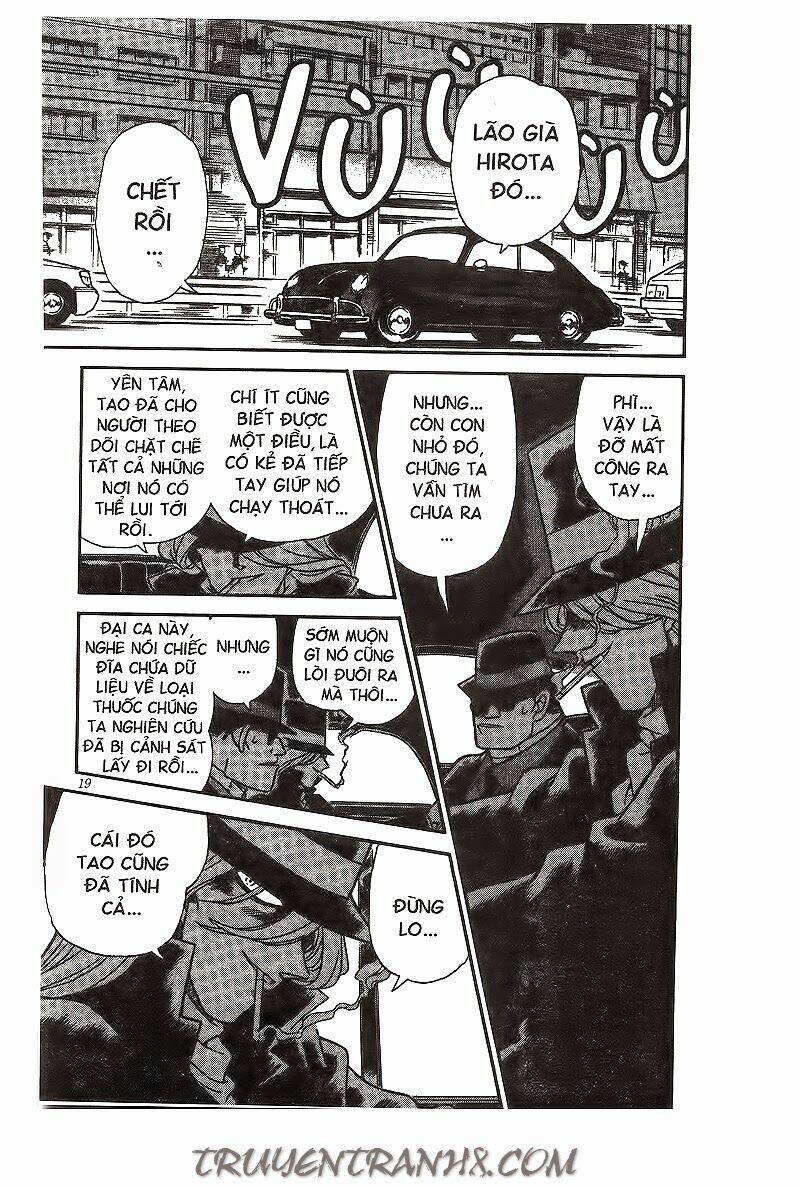 VÙ Ù Ù Ù
LÃO GIÀ
HIROTA
ĐÓ...
CHẾT
RỒI
...
PHÌ...
VẬY LÀ
ĐỠ MẤT
CÔNG RA
TAY...
NHƯNG...
CÒN CON
NHỎ ĐÓ,
CHÚNG TA
VẪN TÌM
CHƯA RA
...
CHÍ ÍT CŨNG
BIẾT ĐƯỢC
MỘT ĐIỀU, LÀ
CÓ KẺ ĐÃ TIẾP
TAY GIÚP NÓ
CHẠY THOÁT...
YÊN TÂM,
TAO ĐÃ CHO
NGƯỜI THEO
DÕI CHẶT CHẼ
TẤT CẢ NHỮNG
NƠI NÓ CÓ
THỂ LUI TỚI
RỒI.
SỚM MUỘN
GÌ NÓ CŨNG
LÒI ĐUÔI RA
MÀ THÔI...
NHƯNG
...
ĐẠI CA NÀY,
NGHE NÓI CHIẾC
ĐĨA CHỨA DỮ
LIỆU VỀ LOẠI
THUỐC CHÚNG
TA NGHIÊN CỨU
ĐÃ BỊ CẢNH SÁT
LẤY ĐI RỒI...
19
ĐỪNG
LO...
CÁI ĐÓ
TAO CŨNG
ĐÃ TÍNH
CẢ...
TRUYENTRANH8.COM